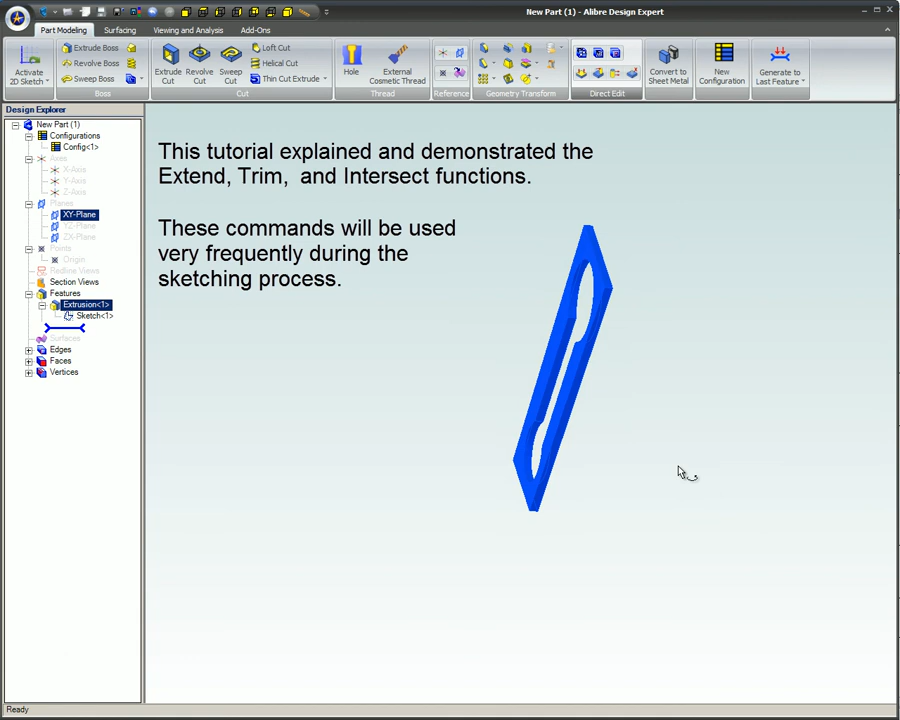 New Part (1) - Alibre Design Expert
Part Modeling
Surfacing
Viewing and Analysis
Add-Ons
Activate
2D Sketch
Extrude Boss
Revolve Boss
Sweep Boss
Boss
Extrude
Cut
Revolve
Cut
Sweep
Cut
Loft Cut
Helical Cut
Thin Cut Extrude
Cut
Hole
External
Cosmetic Thread
Thread
Reference
Geometry Transform
Direct Edit
Convert to
Sheet Metal
New
Configuration
Generate to
Last Feature
Design Explorer
New Part (1)
Configurations
Config<1>
Axes
X-Axis
Y-Axis
Z-Axis
Planes
XY-Plane
YZ-Plane
ZX-Plane
Points
Origin
Redline Views
Section Views
Features
Extrusion<1>
Sketch<1>
Surfaces
Edges
Faces
Vertices
This tutorial explained and demonstrated the
Extend, Trim, and Intersect functions.
These commands will be used
very frequently during the
sketching process.
Ready